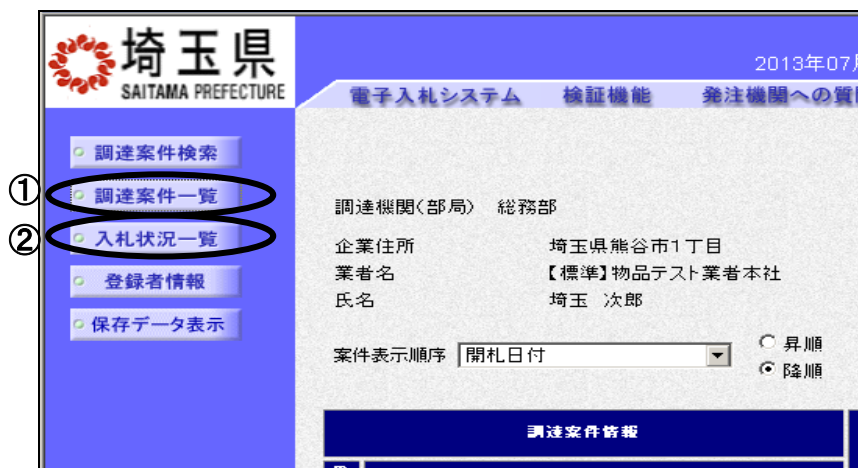 埼玉県
SAITAMA PREFECTURE
2013年07月
電子入札システム 検証機能 発注機関への質
調達案件検索
① 調達案件一覧
② 入札状況一覧
登録者情報
保存データ表示
調達機関(部局) 総務部
企業住所 埼玉県熊谷市1丁目
業者名 【標準】物品テスト業者本社
氏名 埼玉 次郎
案件表示順序 開札日付
昇順
降順
調達案件情報